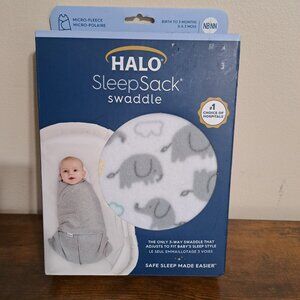 MICRO-FLEECE
MICRO-POLAIRE
BIRTH TO 3 MONTHS
0 À 3 MOIS
NB/NN
HALO®
SleepSack®
swaddle
#1
CHOICE OF
HOSPITALS
THE ONLY 3-WAY SWADDLE THAT
ADJUSTS TO FIT BABY'S SLEEP STYLE
LE SEUL EMMAILLOTAGE 3 VOIES
SAFE SLEEP MADE EASIER™